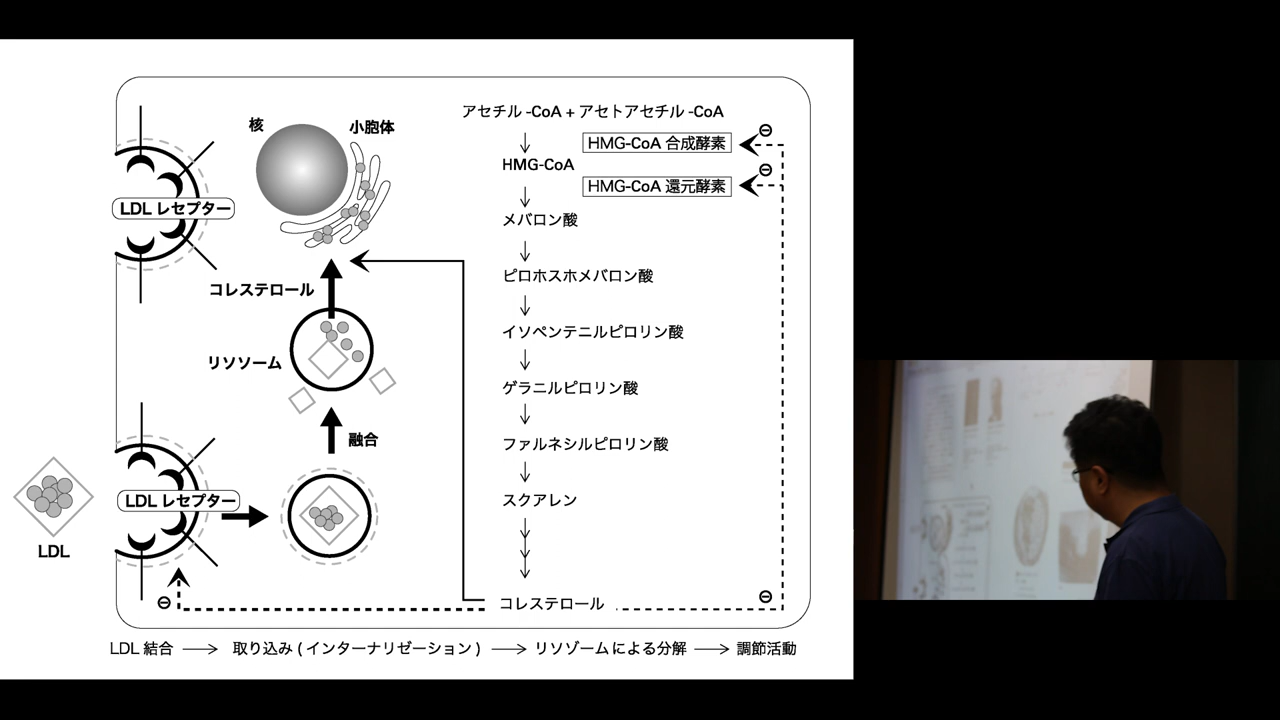 アセチル -CoA + アセトアセチル -CoA
核
小胞体
HMG-CoA 合成酵素
HMG-CoA
HMG-CoA 還元酵素
LDL レセプター
メバロン酸
ピロホスホメバロン酸
コレステロール
イソペンテニルピロリン酸
リソソーム
ゲラニルピロリン酸
融合
ファルネシルピロリン酸
LDL レセプター
スクアレン
LDL
コレステロール
LDL 結合 → 取り込み ( インターナリゼーション ) → リソゾームによる分解 → 調節活動